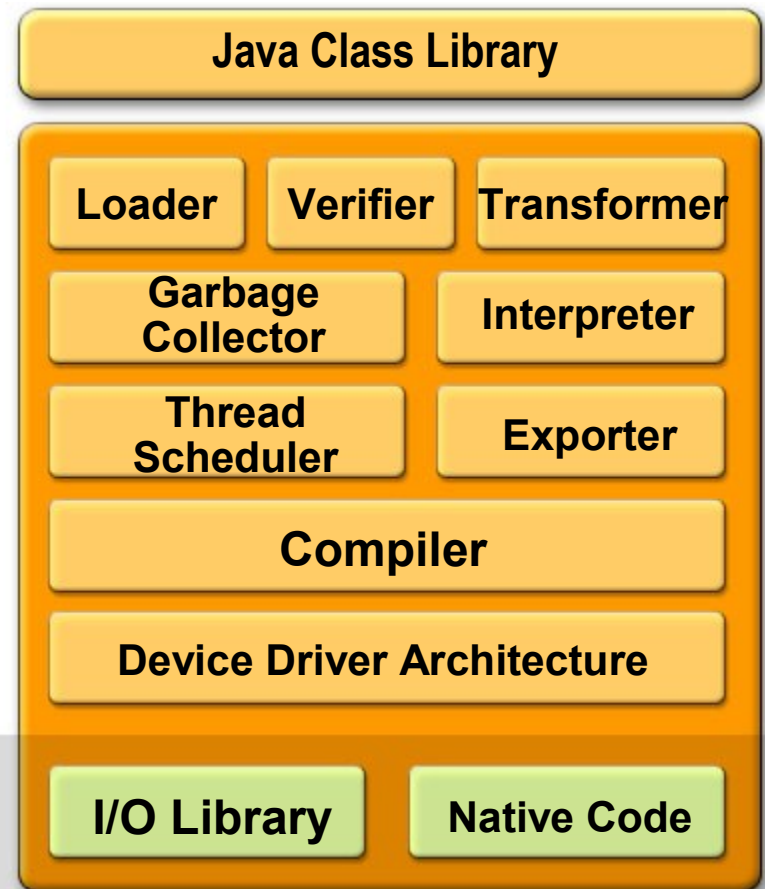 Java Class Library
Loader
Verifier
Transformer
Garbage
Collector
Interpreter
Thread
Scheduler
Exporter
Compiler
Device Driver Architecture
I/O Library
Native Code